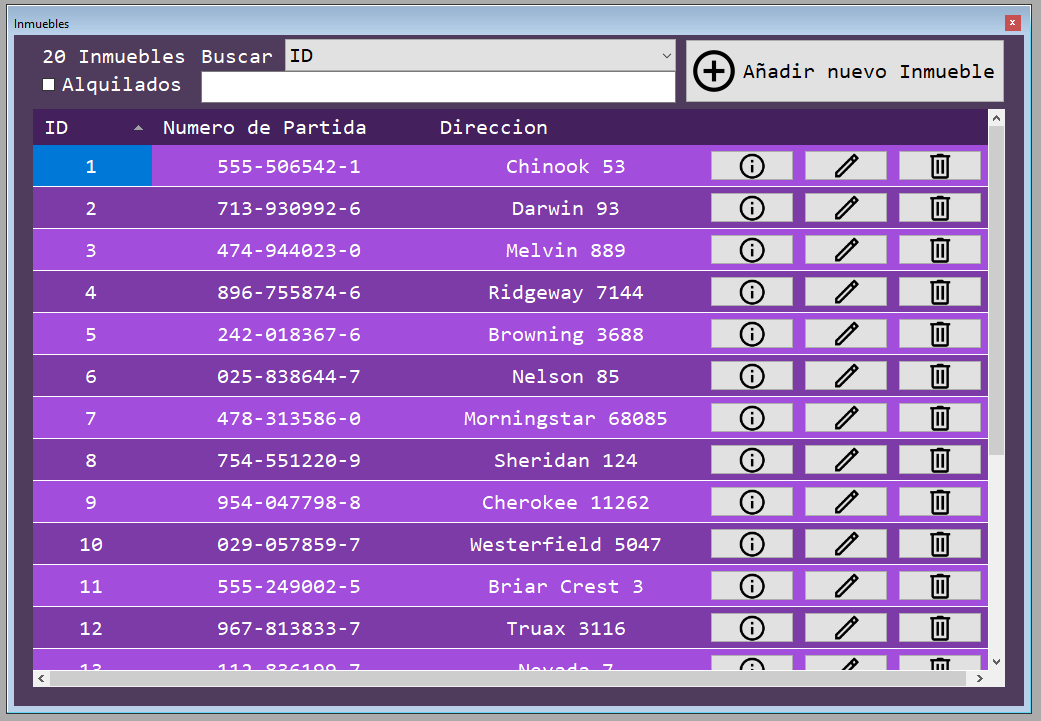 Inmuebles
20 Inmuebles Buscar ID
Alquilados
Añadir nuevo Inmueble
ID Numero de Partida Direccion
1 555-506542-1 Chinook 53
2 713-930992-6 Darwin 93
3 474-944023-0 Melvin 889
4 896-755874-6 Ridgeway 7144
5 242-018367-6 Browning 3688
6 025-838644-7 Nelson 85
7 478-313586-0 Morningstar 68085
8 754-551220-9 Sheridan 124
9 954-047798-8 Cherokee 11262
10 029-057859-7 Westerfield 5047
11 555-249002-5 Briar Crest 3
12 967-813833-7 Truax 3116
13 Nevada 7